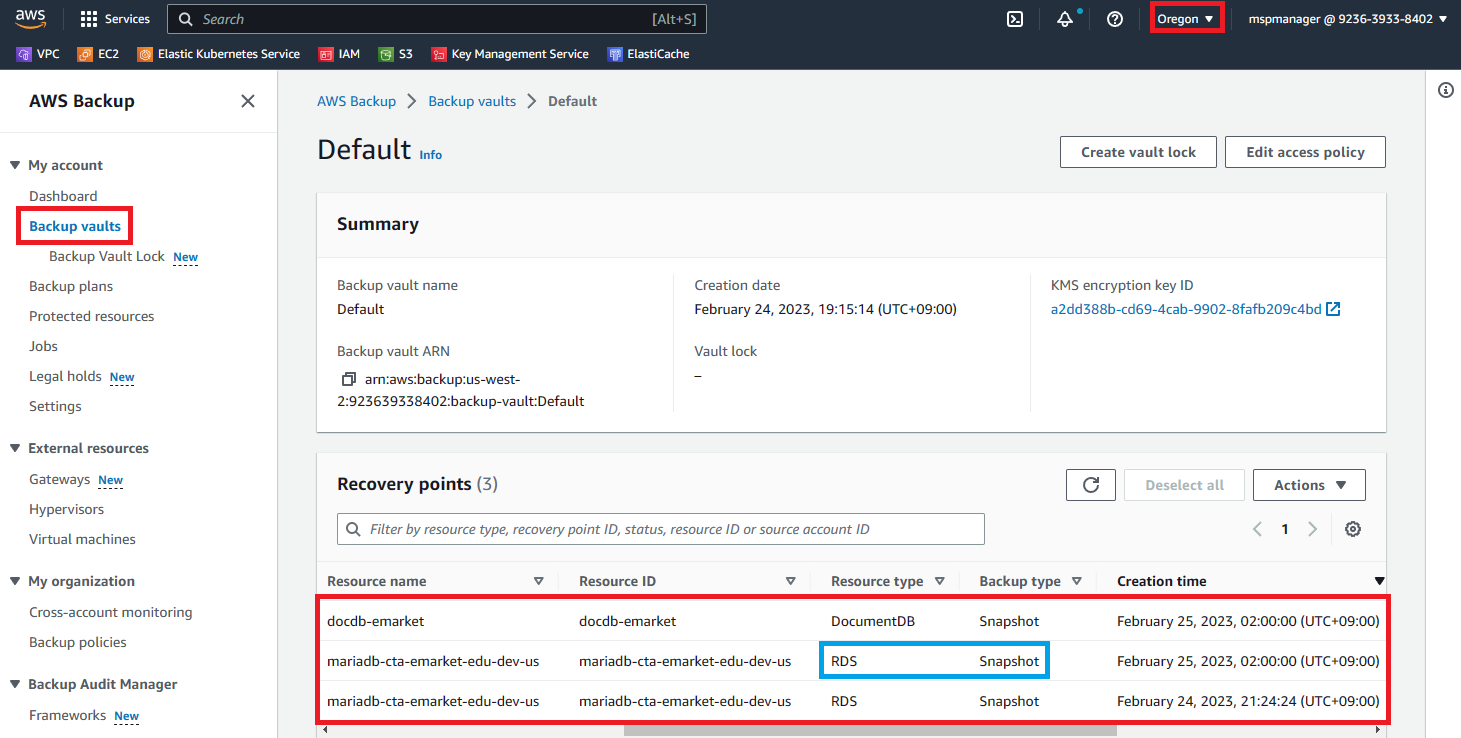 aws
Services
Search
[Alt+S]
Oregon ▼
mspmanager @ 9236-3933-8402 ▼
VPC
EC2
Elastic Kubernetes Service
IAM
S3
Key Management Service
ElastiCache
AWS Backup
My account
Dashboard
Backup vaults
Backup Vault Lock New
Backup plans
Protected resources
Jobs
Legal holds New
Settings
External resources
Gateways New
Hypervisors
Virtual machines
My organization
Cross-account monitoring
Backup policies
Backup Audit Manager
Frameworks New
AWS Backup > Backup vaults > Default
Default Info
Create vault lock
Edit access policy
Summary
Backup vault name
Default
Backup vault ARN
arn:aws:backup:us-west-
2:923639338402:backup-vault:Default
Creation date
February 24, 2023, 19:15:14 (UTC+09:00)
Vault lock
–
KMS encryption key ID
a2dd388b-cd69-4cab-9902-8fafb209c4bd
Recovery points (3)
Deselect all
Actions ▼
Filter by resource type, recovery point ID, status, resource ID or source account ID
1
Resource name Resource ID Resource type Backup type Creation time
docdb-emarket docdb-emarket DocumentDB Snapshot February 25, 2023, 02:00:00 (UTC+09:00)
mariadb-cta-emarket-edu-dev-us mariadb-cta-emarket-edu-dev-us RDS Snapshot February 25, 2023, 02:00:00 (UTC+09:00)
mariadb-cta-emarket-edu-dev-us mariadb-cta-emarket-edu-dev-us RDS Snapshot February 24, 2023, 21:24:24 (UTC+09:00)